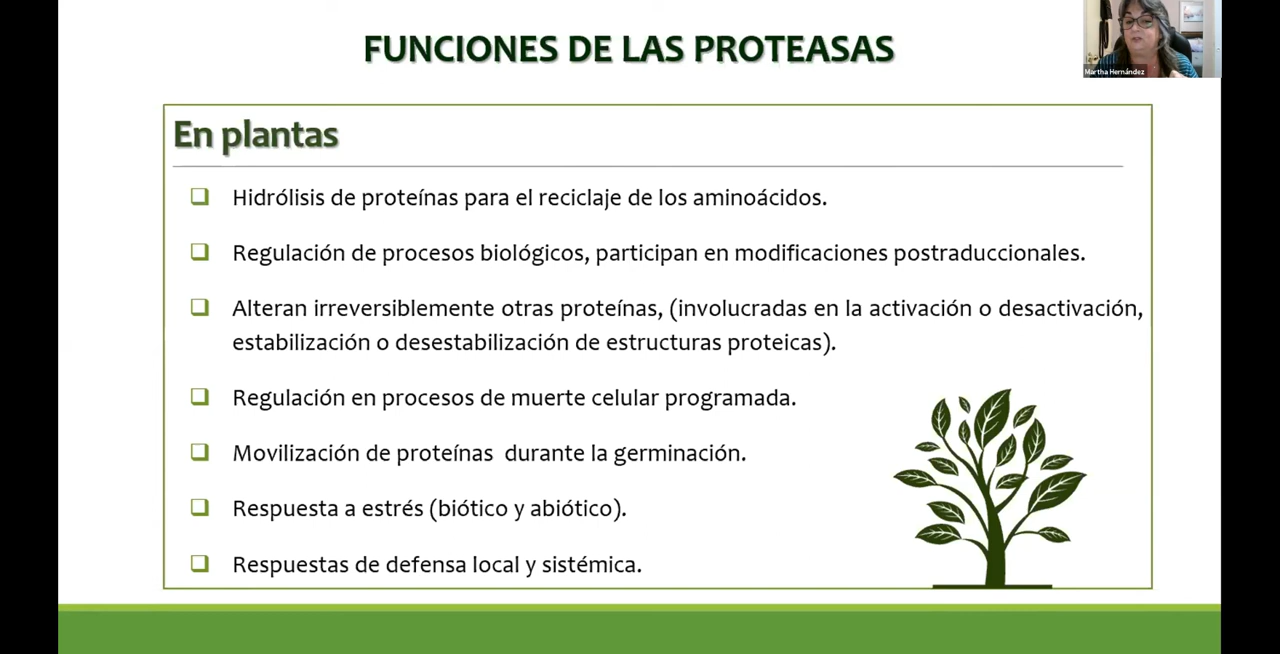 FUNCIONES DE LAS PROTEASAS
Martha Hernández
En plantas
Hidrólisis de proteínas para el reciclaje de los aminoácidos.
Regulación de procesos biológicos, participan en modificaciones postraduccionales.
Alteran irreversiblemente otras proteínas, (involucradas en la activación o desactivación,
estabilización o desestabilización de estructuras proteicas).
Regulación en procesos de muerte celular programada.
Movilización de proteínas durante la germinación.
Respuesta a estrés (biótico y abiótico).
Respuestas de defensa local y sistémica.